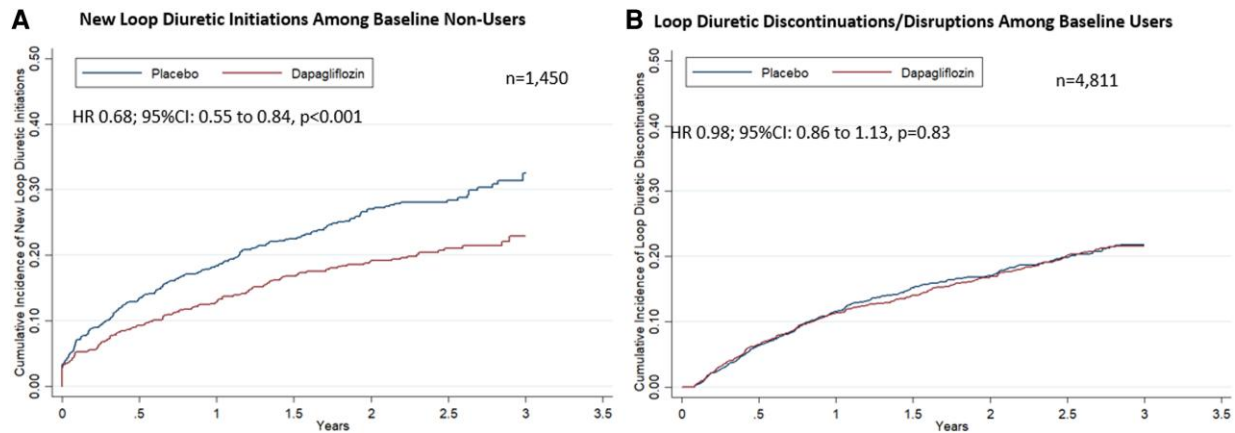 A
New Loop Diuretic Initiations Among Baseline Non-Users
Placebo
Dapagliflozin
n=1,450
HR 0.68; 95%CI: 0.55 to 0.84, p<0.001
Cumulative Incidence of New Loop Diuretic Initiations
0.50
0.40
0.30
0.20
0.10
0.00
0
.5
1
1.5
2
2.5
3
3.5
Years
B
Loop Diuretic Discontinuations/Disruptions Among Baseline Users
Placebo
Dapagliflozin
n=4,811
HR 0.98; 95%CI: 0.86 to 1.13, p=0.83
Cumulative Incidence of Loop Diuretic Discontinuations
0.50
0.40
0.30
0.20
0.10
0.00
0
.5
1
1.5
2
2.5
3
3.5
Years